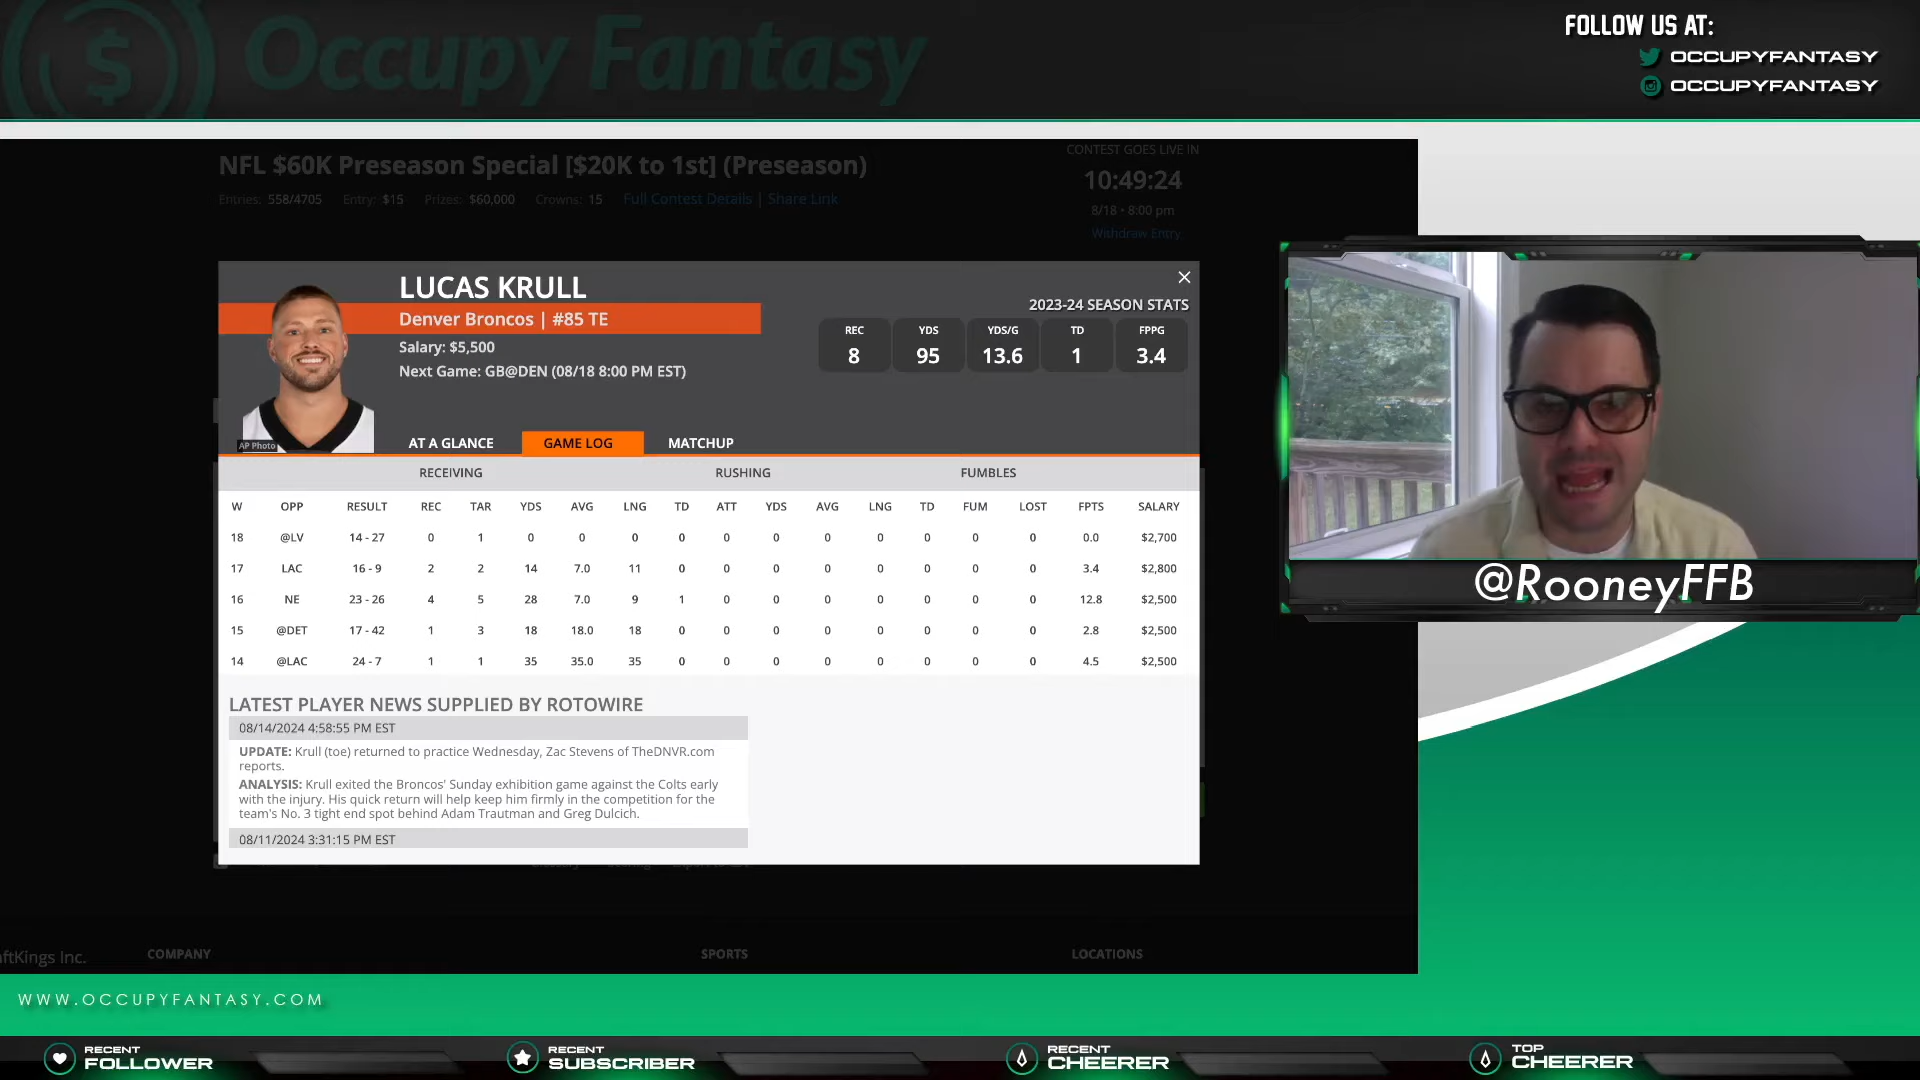 Occupy Fantasy
FOLLOW US AT:
OCCUPYFANTASY
OCCUPYFANTASY
NFL $60K Preseason Special [$20K to 1st] (Preseason)
Entries: 558/4705 Entry: $15 Prizes: $60,000 Crowns: 15 Full Contest Details | Share Link
CONTEST GOES LIVE IN
10:49:24
8/18 • 8:00 pm
Withdraw Entry
LUCAS KRULL
Denver Broncos | #85 TE
Salary: $5,500
Next Game: GB@DEN (08/18 8:00 PM EST)
2023-24 SEASON STATS
REC YDS YDS/G TD FPPG
8 95 13.6 1 3.4
AP Photo
AT A GLANCE GAME LOG MATCHUP
RECEIVING RUSHING FUMBLES
W OPP RESULT REC TAR YDS AVG LNG TD ATT YDS AVG LNG TD FUM LOST FPTS SALARY
18 @LV 14 - 27 0 1 0 0 0 0 0 0 0 0 0 0 0 0.0 $2,700
17 LAC 16 - 9 2 2 14 7.0 11 0 0 0 0 0 0 0 0 3.4 $2,800
16 NE 23 - 26 4 5 28 7.0 9 1 0 0 0 0 0 0 0 12.8 $2,500
15 @DET 17 - 42 1 3 18 18.0 18 0 0 0 0 0 0 0 0 2.8 $2,500
14 @LAC 24 - 7 1 1 35 35.0 35 0 0 0 0 0 0 0 0 4.5 $2,500
LATEST PLAYER NEWS SUPPLIED BY ROTOWIRE
08/14/2024 4:58:55 PM EST
UPDATE: Krull (toe) returned to practice Wednesday, Zac Stevens of TheDNVR.com
reports.
ANALYSIS: Krull exited the Broncos' Sunday exhibition game against the Colts early
with the injury. His quick return will help keep him firmly in the competition for the
team's No. 3 tight end spot behind Adam Trautman and Greg Dulcich.
08/11/2024 3:31:15 PM EST
@RooneyFFB
aftKings Inc. COMPANY SPORTS LOCATIONS
WWW.OCCUPYFANTASY.COM
RECENT FOLLOWER
RECENT SUBSCRIBER
RECENT CHEERER
TOP CHEERER